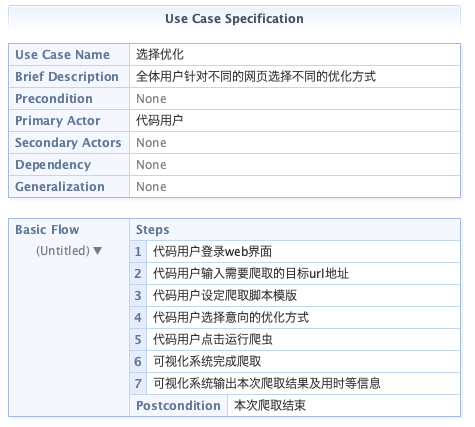 Use Case Specification
Use Case Name 选择优化
Brief Description 全体用户针对不同的网页选择不同的优化方式
Precondition None
Primary Actor 代码用户
Secondary Actors None
Dependency None
Generalization None
Basic Flow Steps
(Untitled) ▼
1 代码用户登录web界面
2 代码用户输入需要爬取的目标url地址
3 代码用户设定爬取脚本模版
4 代码用户选择意向的优化方式
5 代码用户点击运行爬虫
6 可视化系统完成爬取
7 可视化系统输出本次爬取结果及用时等信息
Postcondition 本次爬取结束